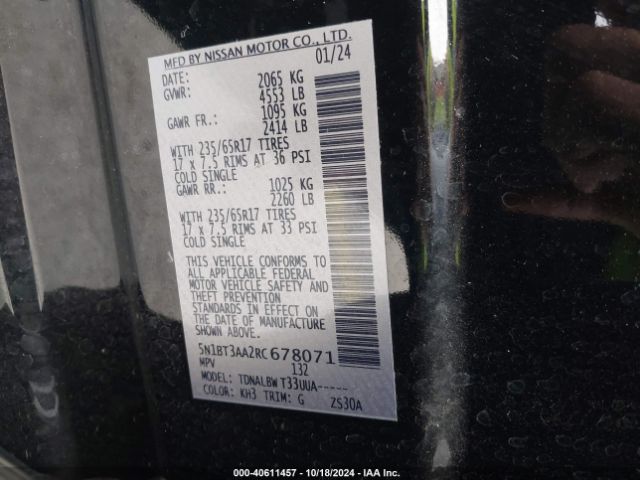 MFD BY NISSAN MOTOR CO., LTD.
DATE: 01/24
GVWR: 2065 KG
4553 LB
GAWR FR.: 1095 KG
2414 LB
WITH 235/65R17 TIRES
17 x 7.5 RIMS AT 36 PSI
COLD SINGLE
GAWR RR.: 1025 KG
2260 LB
WITH 235/65R17 TIRES
17 x 7.5 RIMS AT 33 PSI
COLD SINGLE
THIS VEHICLE CONFORMS TO
ALL APPLICABLE FEDERAL
MOTOR VEHICLE SAFETY AND
THEFT PREVENTION
STANDARDS IN EFFECT ON
THE DATE OF MANUFACTURE
SHOWN ABOVE.
5N1BT3AA2RC678071
MPV 132
MODEL: TDNALBW T33UUA-----
COLOR: KH3 TRIM: G ZS30A
000-40611457 - 10/18/2024 - IAA Inc.